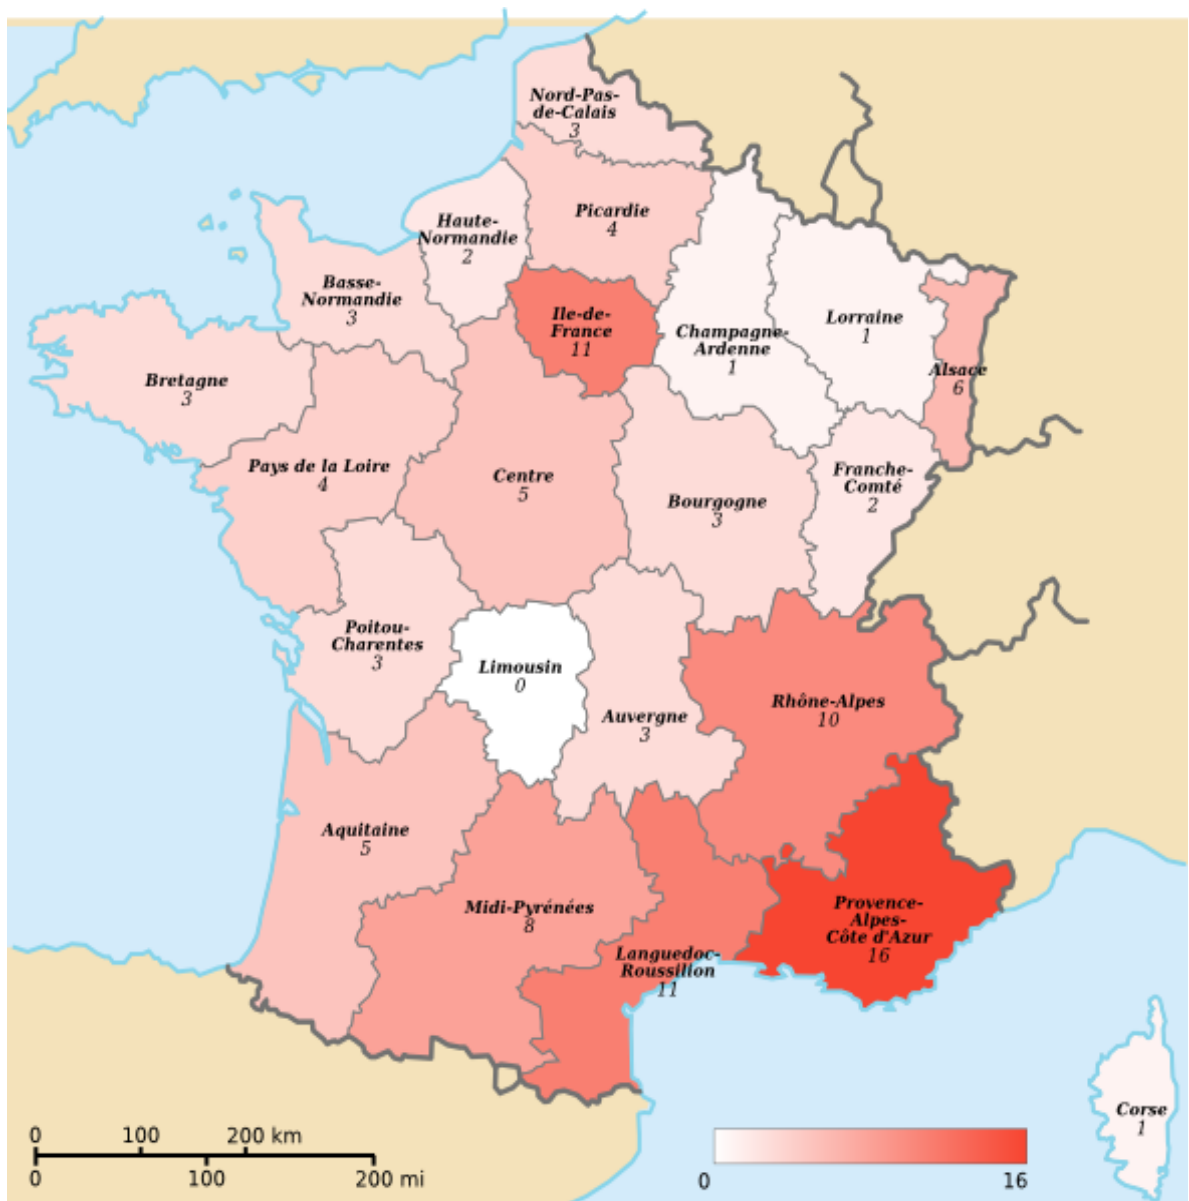 Nord-Pas-
de-Calais
3
Picardie
4
Haute-
Normandie
2
Basse-
Normandie
3
Ile-de-
France
11
Champagne-
Ardenne
1
Lorraine
1
Alsace
6
Bretagne
3
Pays de la Loire
4
Centre
5
Bourgogne
3
Franche-
Comté
2
Poitou-
Charentes
3
Limousin
0
Auvergne
3
Rhône-Alpes
10
Aquitaine
5
Midi-Pyrénées
8
Languedoc-
Roussillon
11
Provence-
Alpes-
Côte d'Azur
16
Corse
1
0 100 200 km
0 100 200 mi
0 16